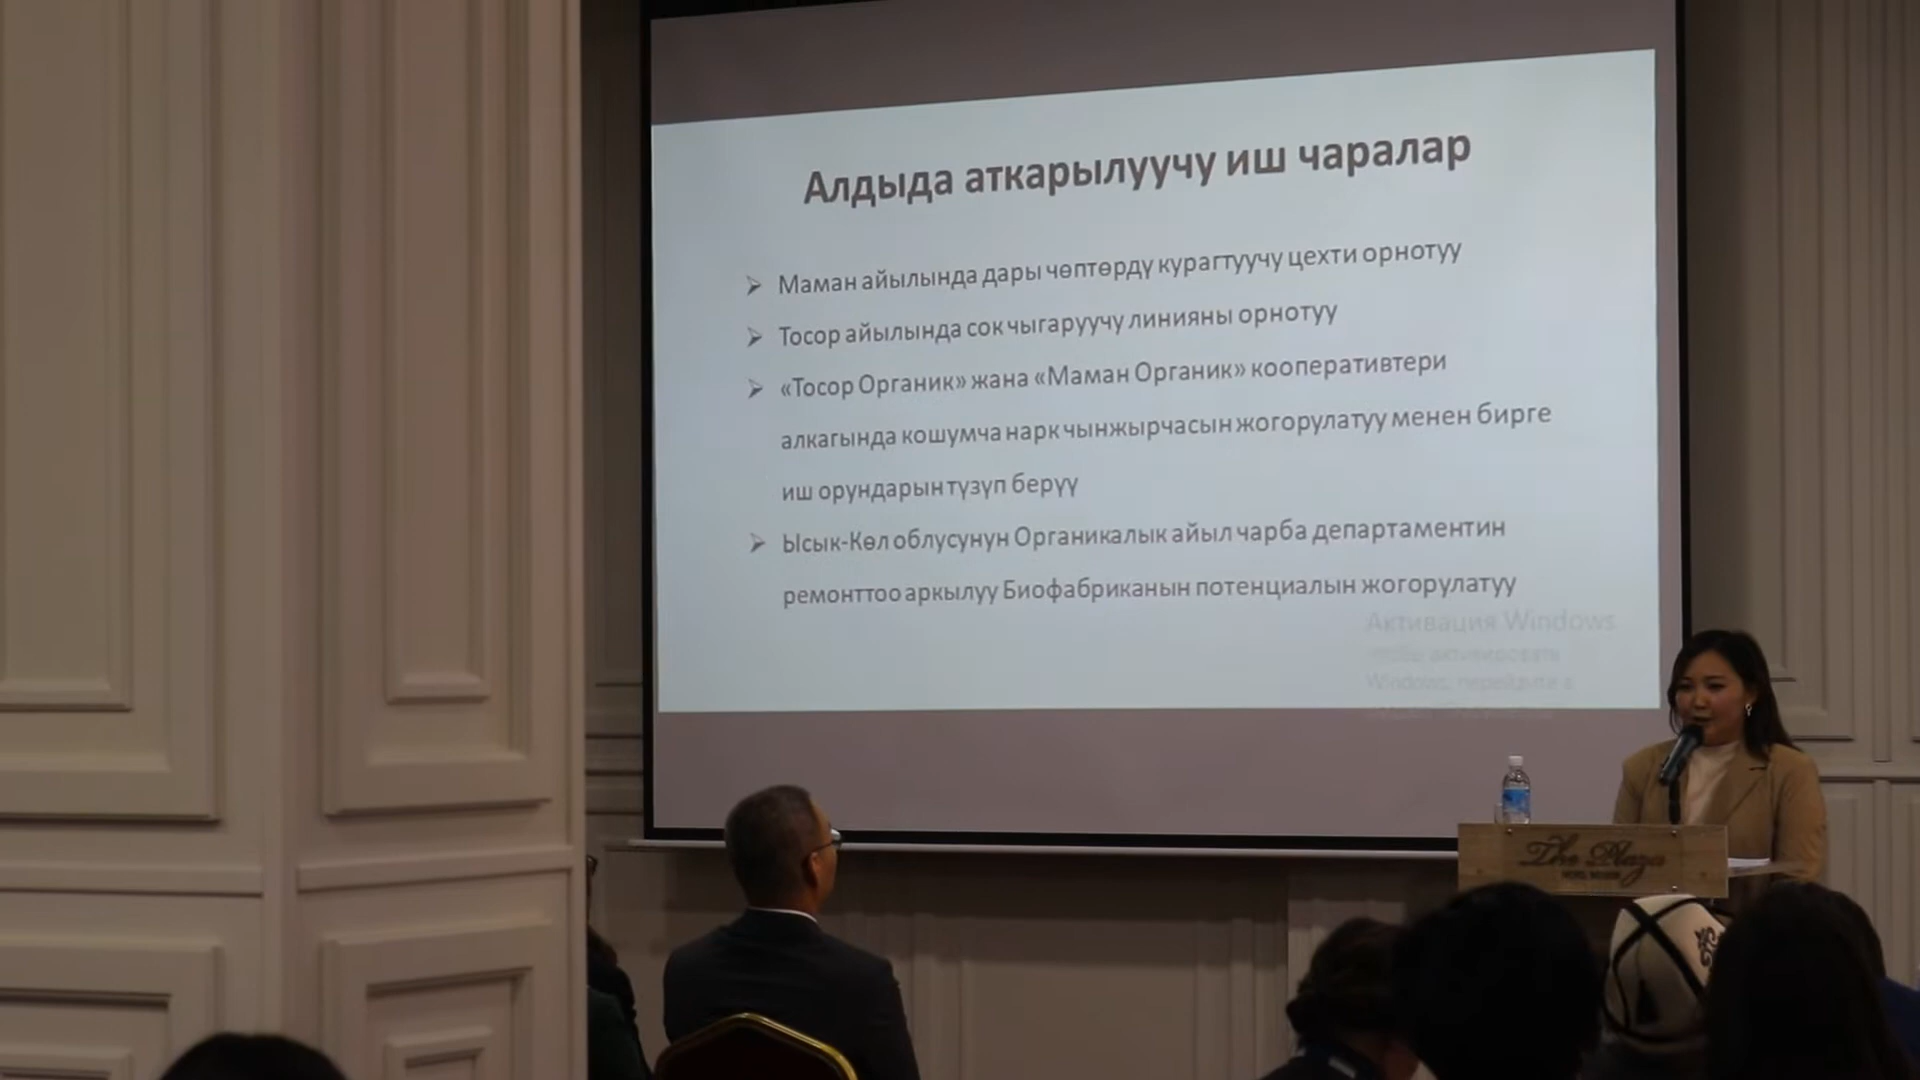 Алдыда аткарылуучу иш чаралар
Маман айылында дары чөптөрдү курагтуучу цехти орнотуу
Тосор айылында сок чыгаруучу линияны орнотуу
«Тосор Органик» жана «Маман Органик» кооперативтери
алкагында кошумча нарк чынжырчасын жогорулатуу менен бирге
иш орундарын түзүп берүү
Ысык-Көл облусунун Органикалык айыл чарба департаментин
ремонттоо аркылуу Биофабриканын потенциалын жогорулатуу
Активация Windows
The Plaza